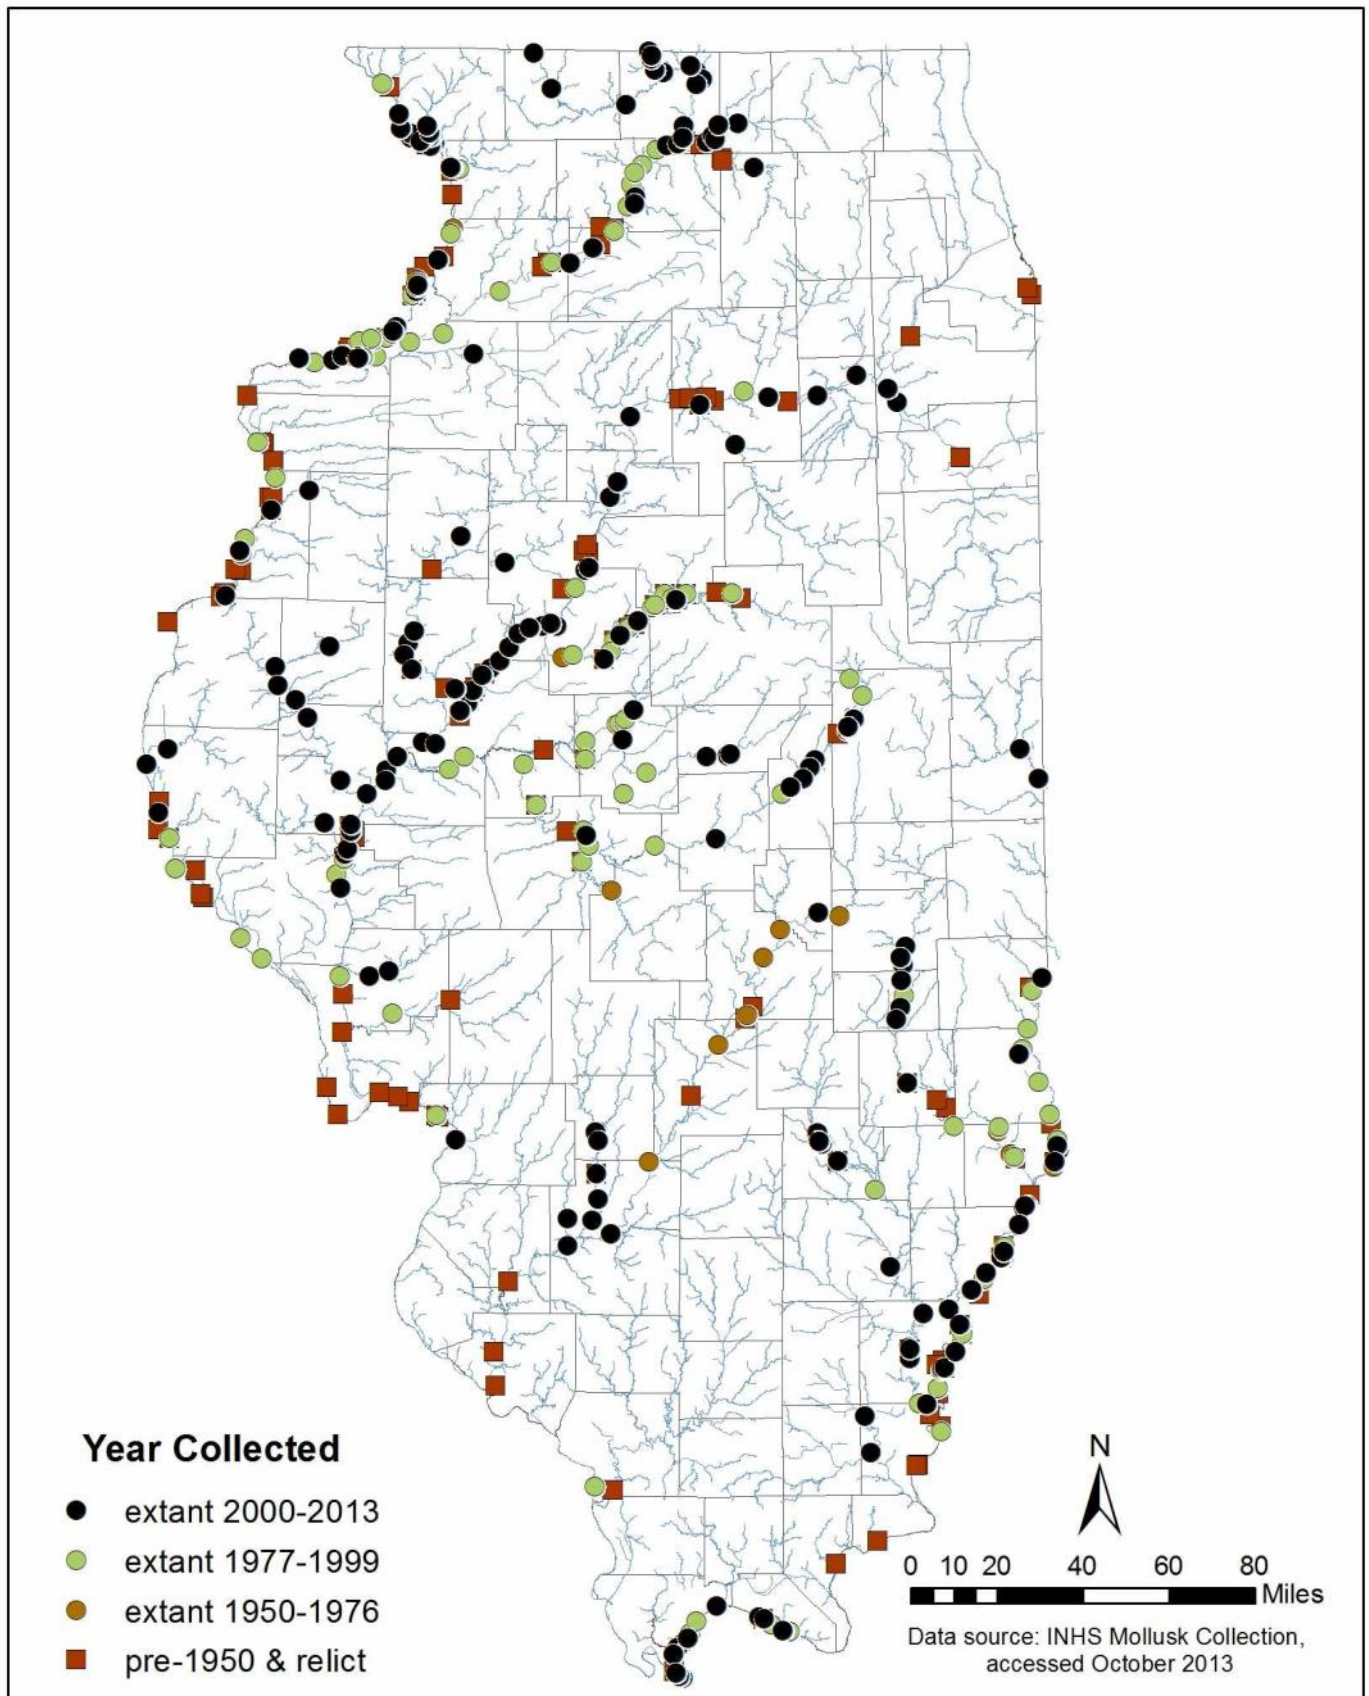 Year Collected
extant 2000-2013
extant 1977-1999
extant 1950-1976
pre-1950 & relict
N
0 10 20 40 60 80
Miles
Data source: INHS Mollusk Collection,
accessed October 2013